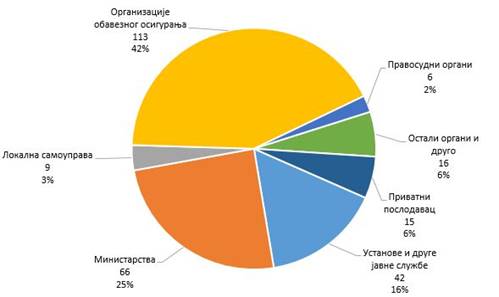 Организације
обавезног осигурања
113
42%
Правосудни органи
6
2%
Остали органи и
друго
16
6%
Приватни
послодавац
15
6%
Установе и друге
јавне службе
42
16%
Министарства
66
25%
Локална самоуправа
9
3%